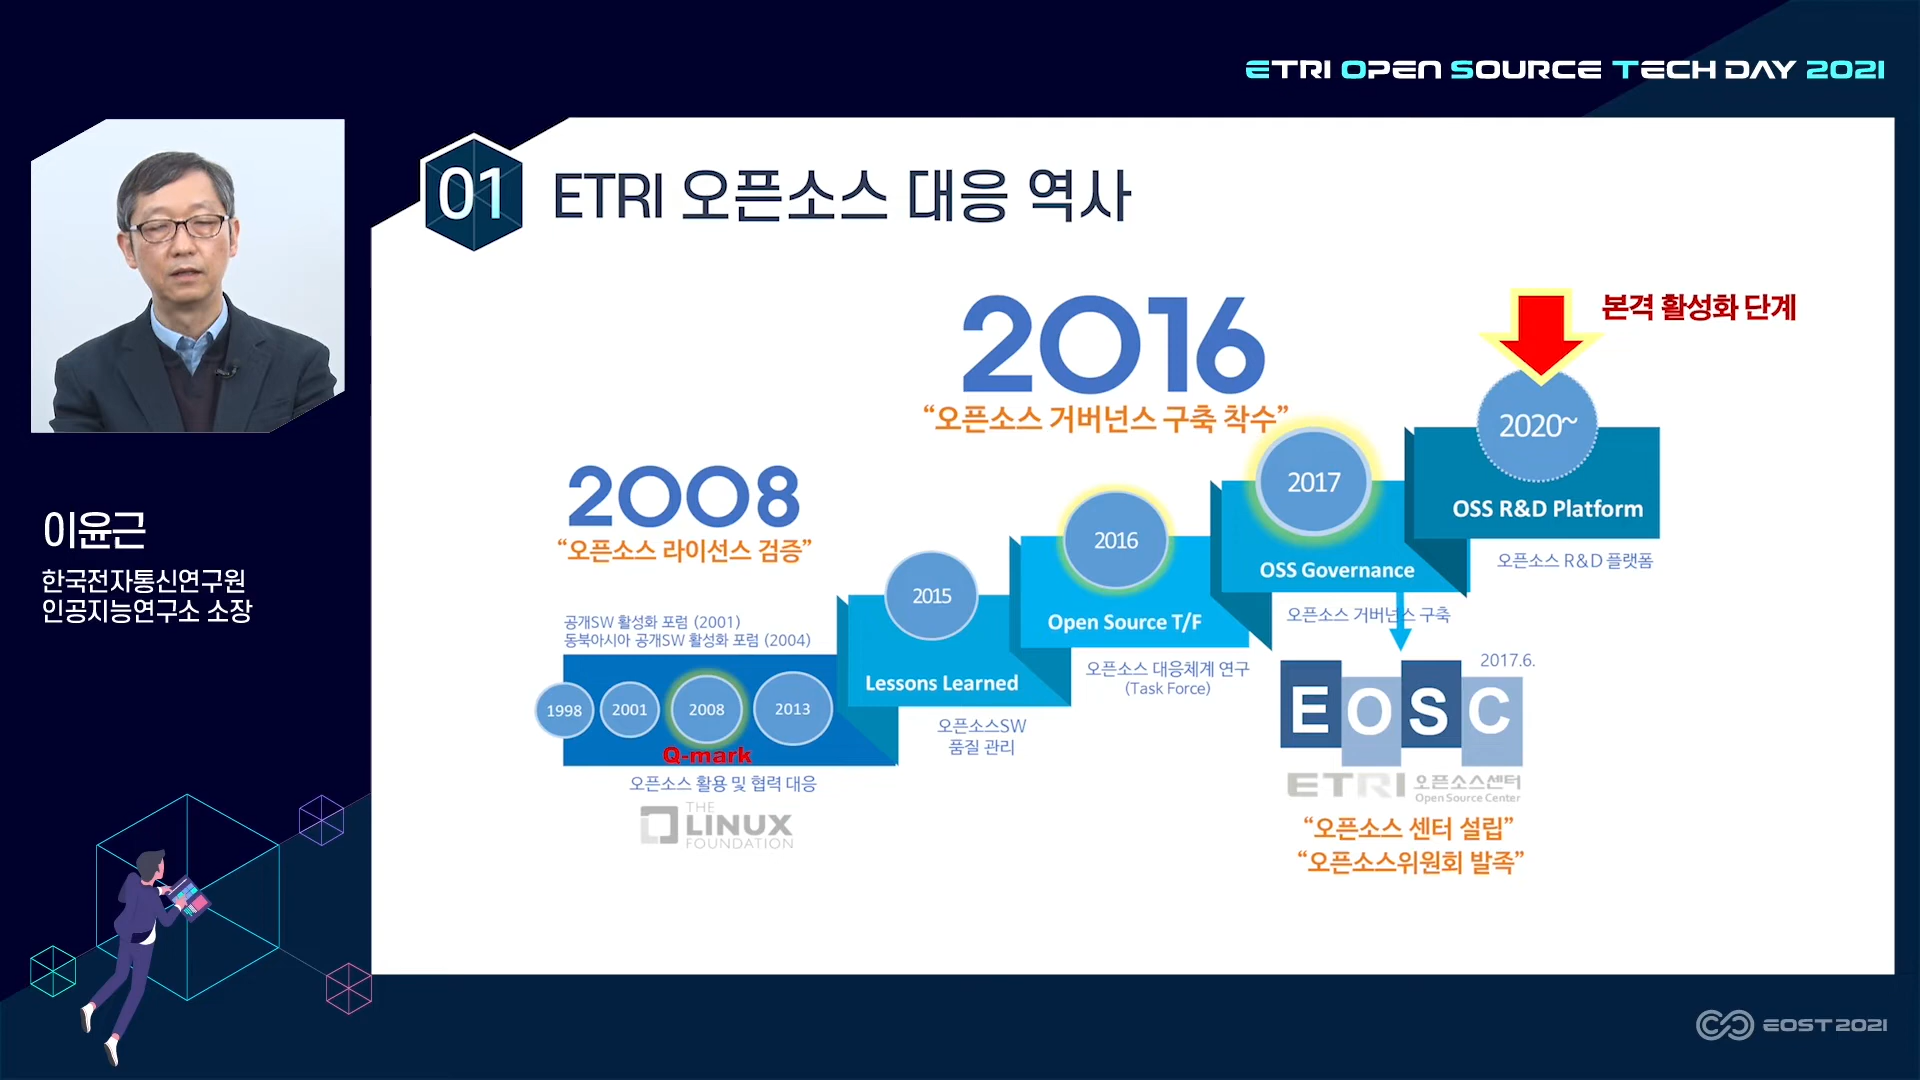 ETRI OPEN SOURCE TECH DAY 2021
01 ETRI 오픈소스 대응 역사
이윤근
한국전자통신연구원
인공지능연구소 소장
2008
“오픈소스 라이선스 검증”
2016
“오픈소스 거버넌스 구축 착수”
본격 활성화 단계
공개SW 활성화 포럼 (2001)
동북아시아 공개SW 활성화 포럼 (2004)
1998
2001
2008
2013
Q-mark
오픈소스 활용 및 협력 대응
THE
LINUX
FOUNDATION
2015
Lessons Learned
오픈소스SW
품질 관리
2016
Open Source T/F
오픈소스 대응체계 연구
(Task Force)
2017
OSS Governance
오픈소스 거버넌스 구축
2020~
OSS R&D Platform
오픈소스 R&D 플랫폼
2017.6.
EOSC
ETRI 오픈소스센터
Open Source Center
“오픈소스 센터 설립”
“오픈소스위원회 발족”
EOST 2021